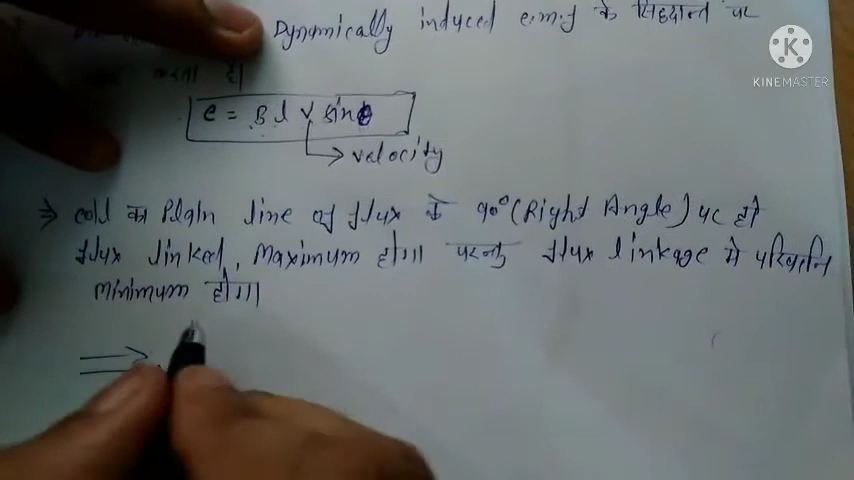 Dynamically induced e.m.f के सिद्धान्त पर
करता है।
e = B l v sinθ
velocity
⇒ coil का Plain line of flux के 90° (Right Angle) पर हो
flux linked, Maximum होगा परन्तु flux linkage मे परिवर्तन
minimum होगा
⇒
K
KINEMASTER